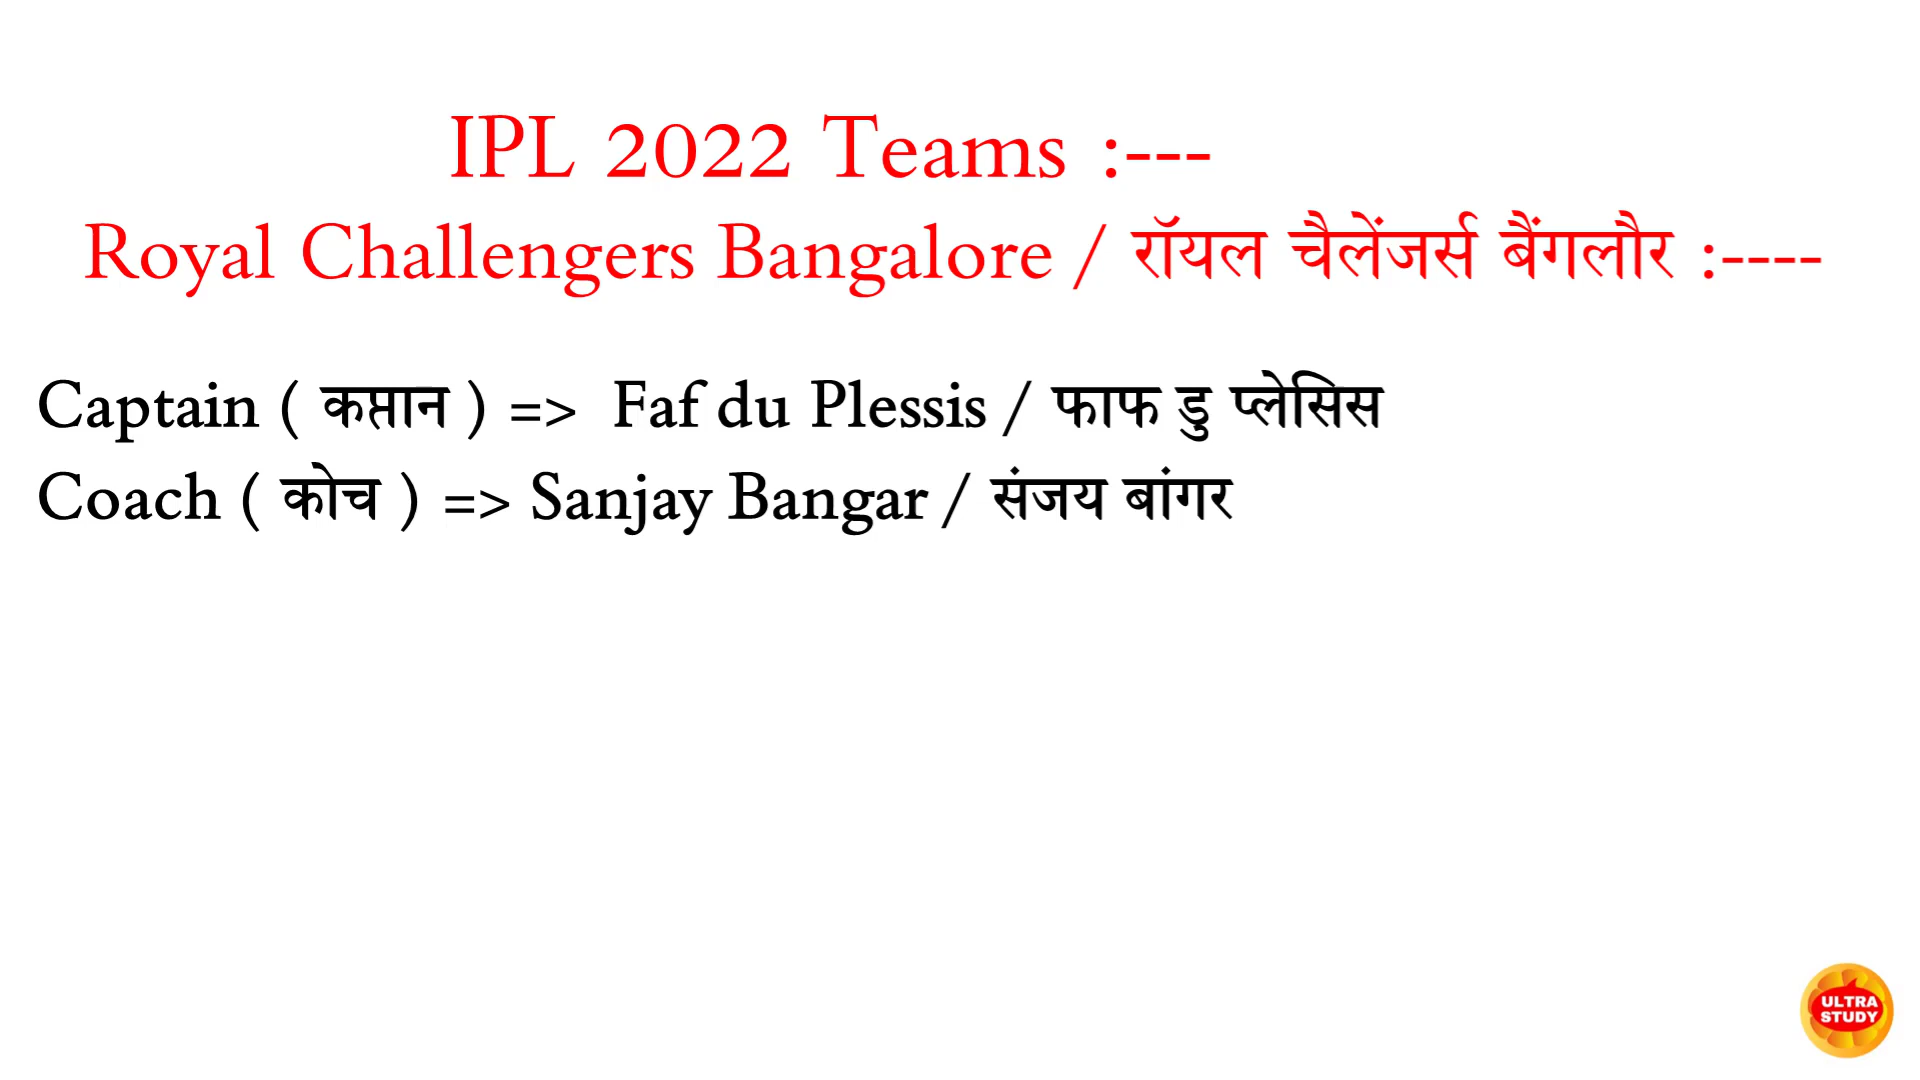 IPL 2022 Teams :---
Royal Challengers Bangalore / रॉयल चैलेंजर्स बैंगलौर :----
Captain ( कप्तान ) => Faf du Plessis / फाफ डु प्लेसिस
Coach ( कोच ) => Sanjay Bangar / संजय बांगर
ULTRA
STUDY